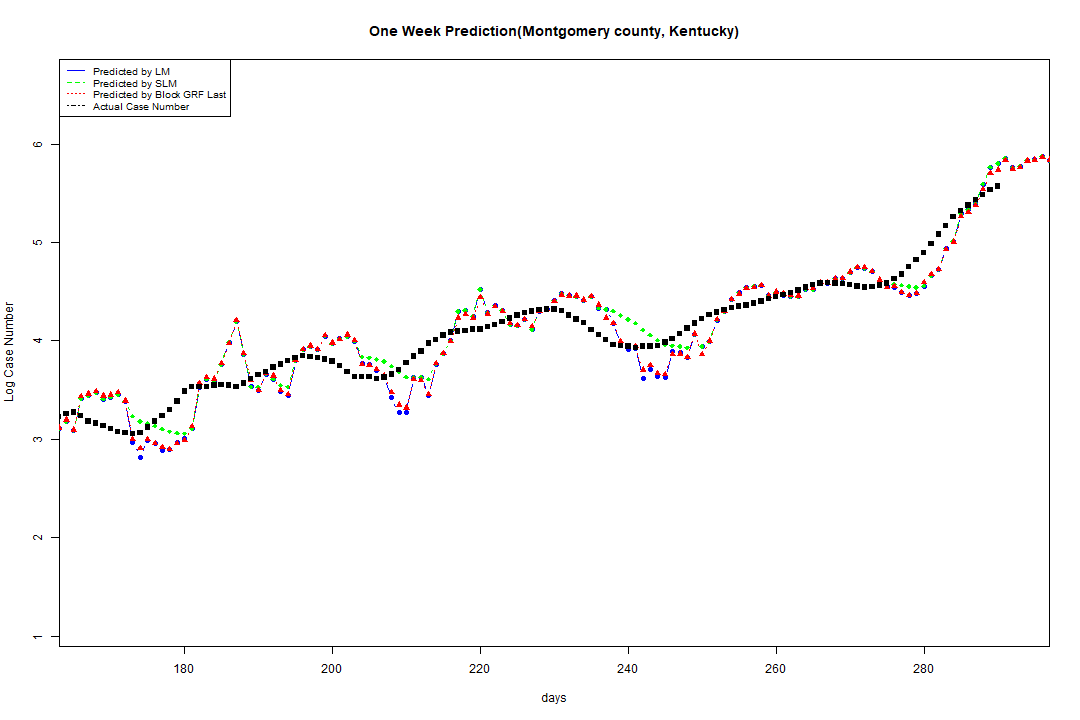 One Week Prediction(Montgomery county, Kentucky)
Predicted by LM
Predicted by SLM
Predicted by Block GRF Last
Actual Case Number
6
5
4
3
2
1
Log Case Number
180 200 220 240 260 280
days